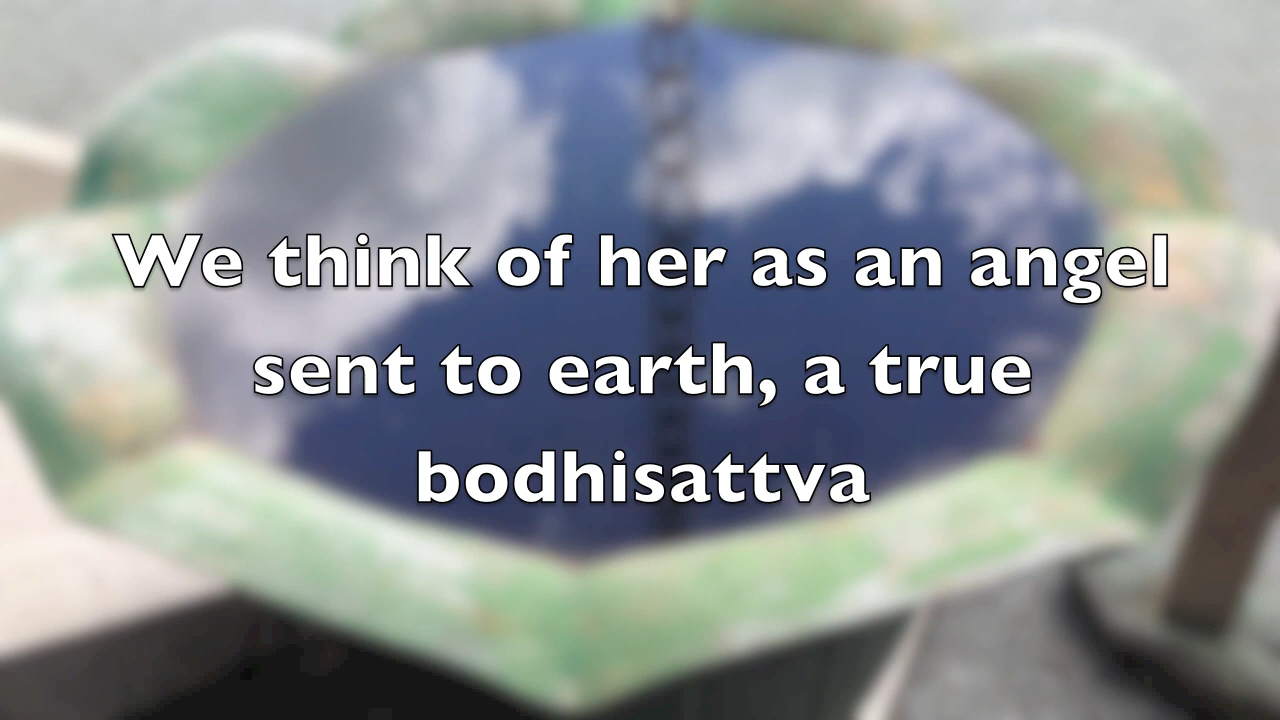 We think of her as an angel
sent to earth, a true
bodhisattva